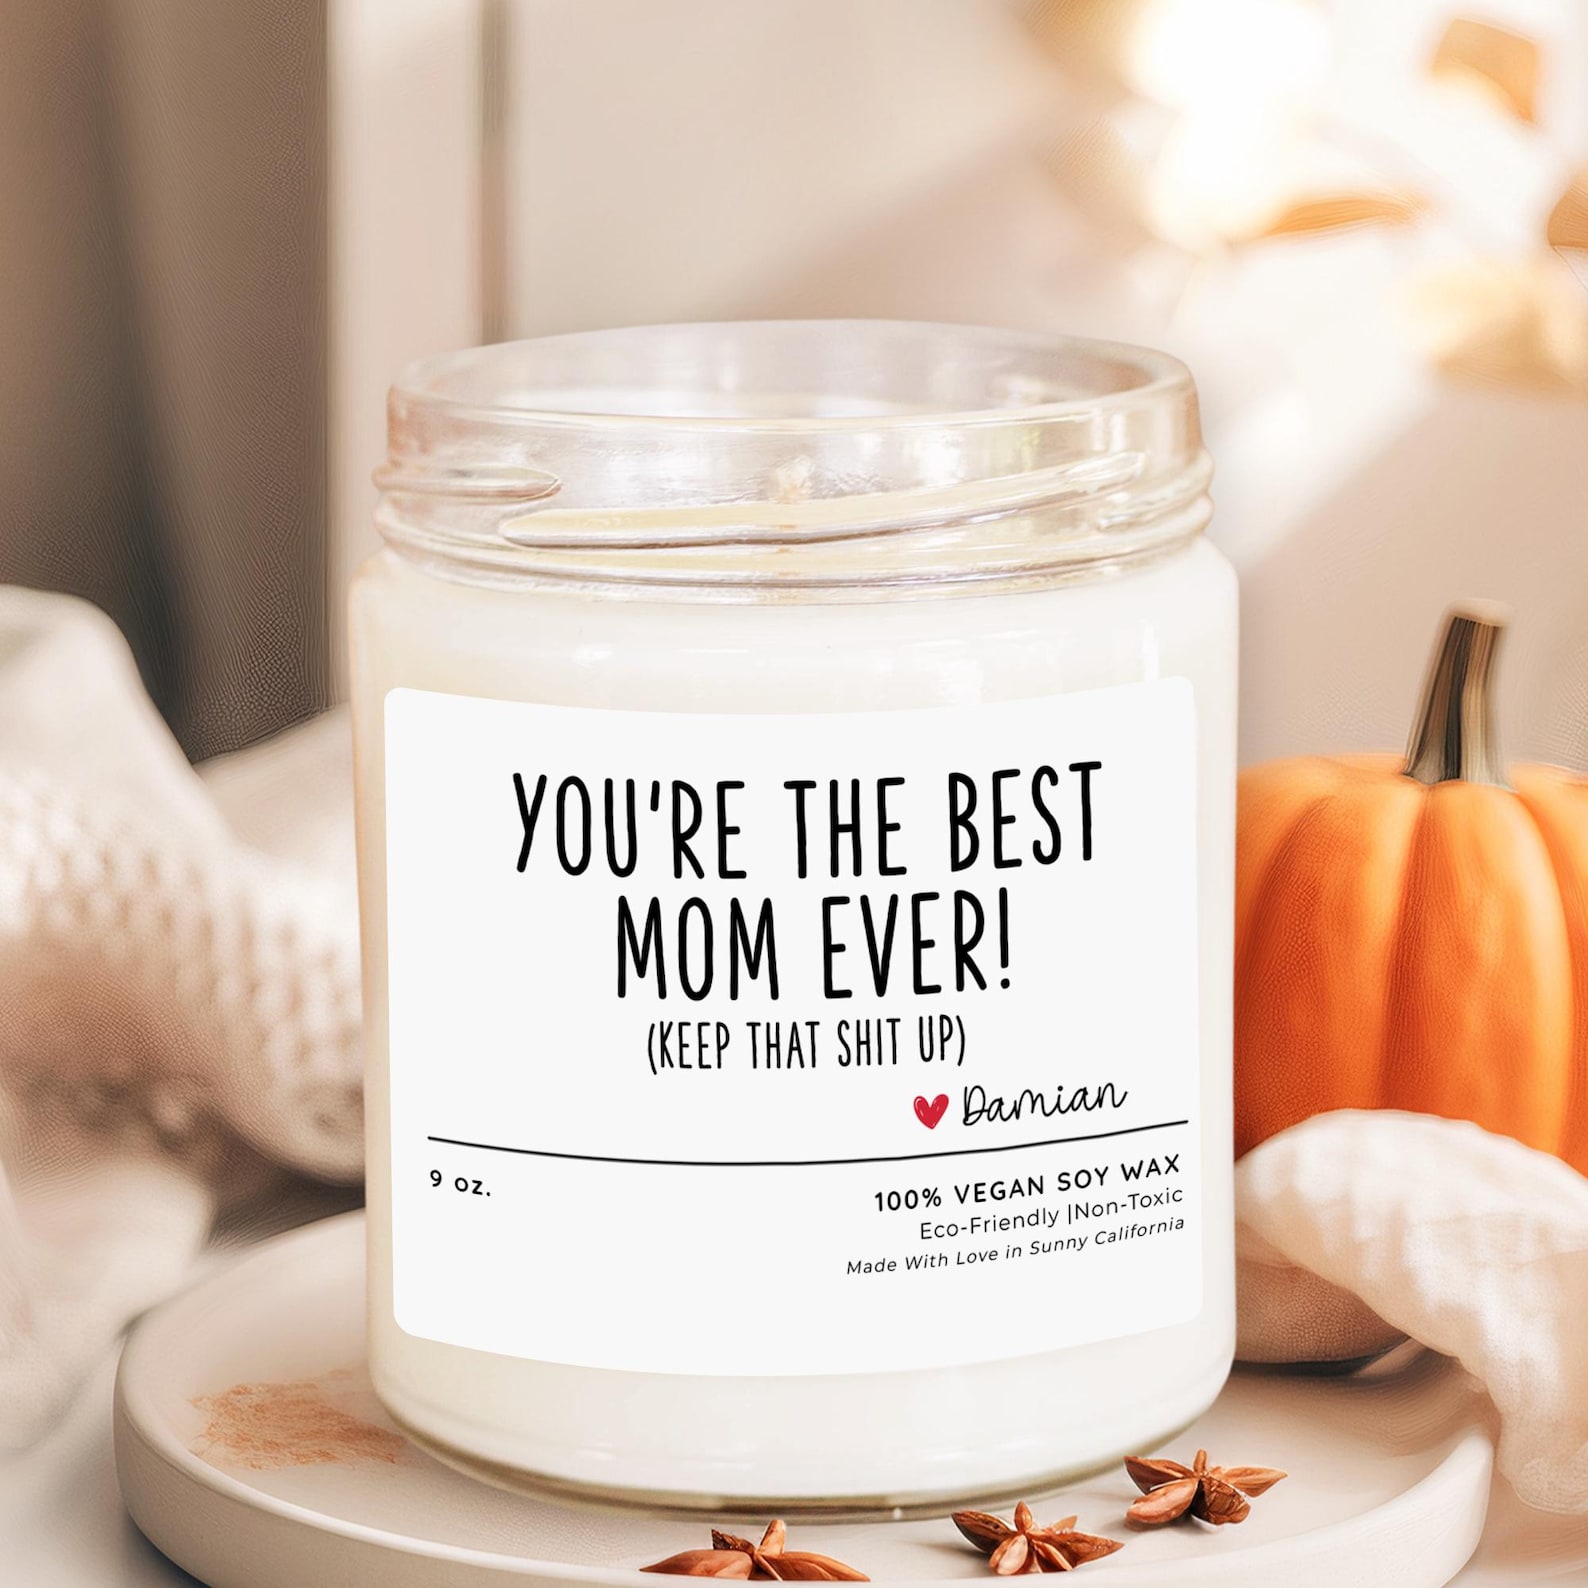 YOU'RE THE BEST
MOM EVER!
(KEEP THAT SHIT UP)
Damian
9 oz.
100% VEGAN SOY WAX
Eco-Friendly |Non-Toxic
Made With Love in Sunny California